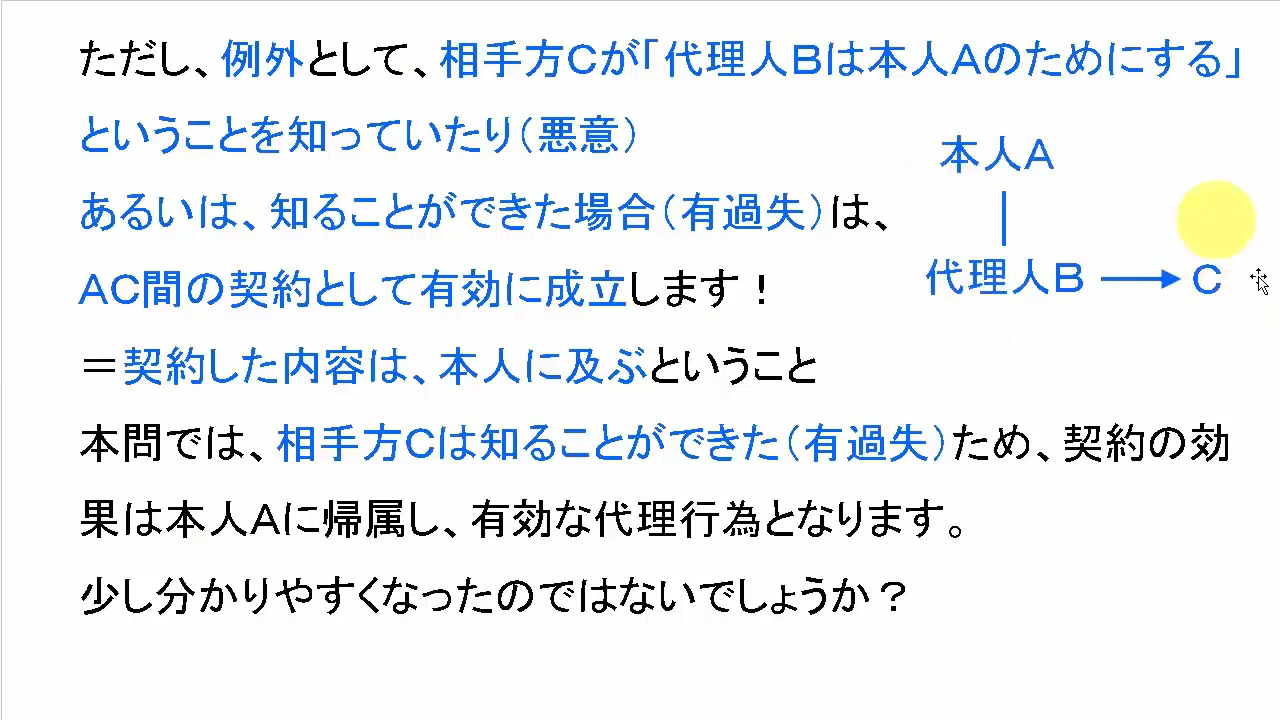 ただし、例外として、相手方Cが「代理人Bは本人Aのためにする」
ということを知っていたり（悪意）
本人A
あるいは、知ることができた場合（有過失）は、
代理人B
C
AC間の契約として有効に成立します！
＝契約した内容は、本人に及ぶということ
本問では、相手方Cは知ることができた（有過失）ため、契約の効
果は本人Aに帰属し、有効な代理行為となります。
少し分かりやすくなったのではないでしょうか？